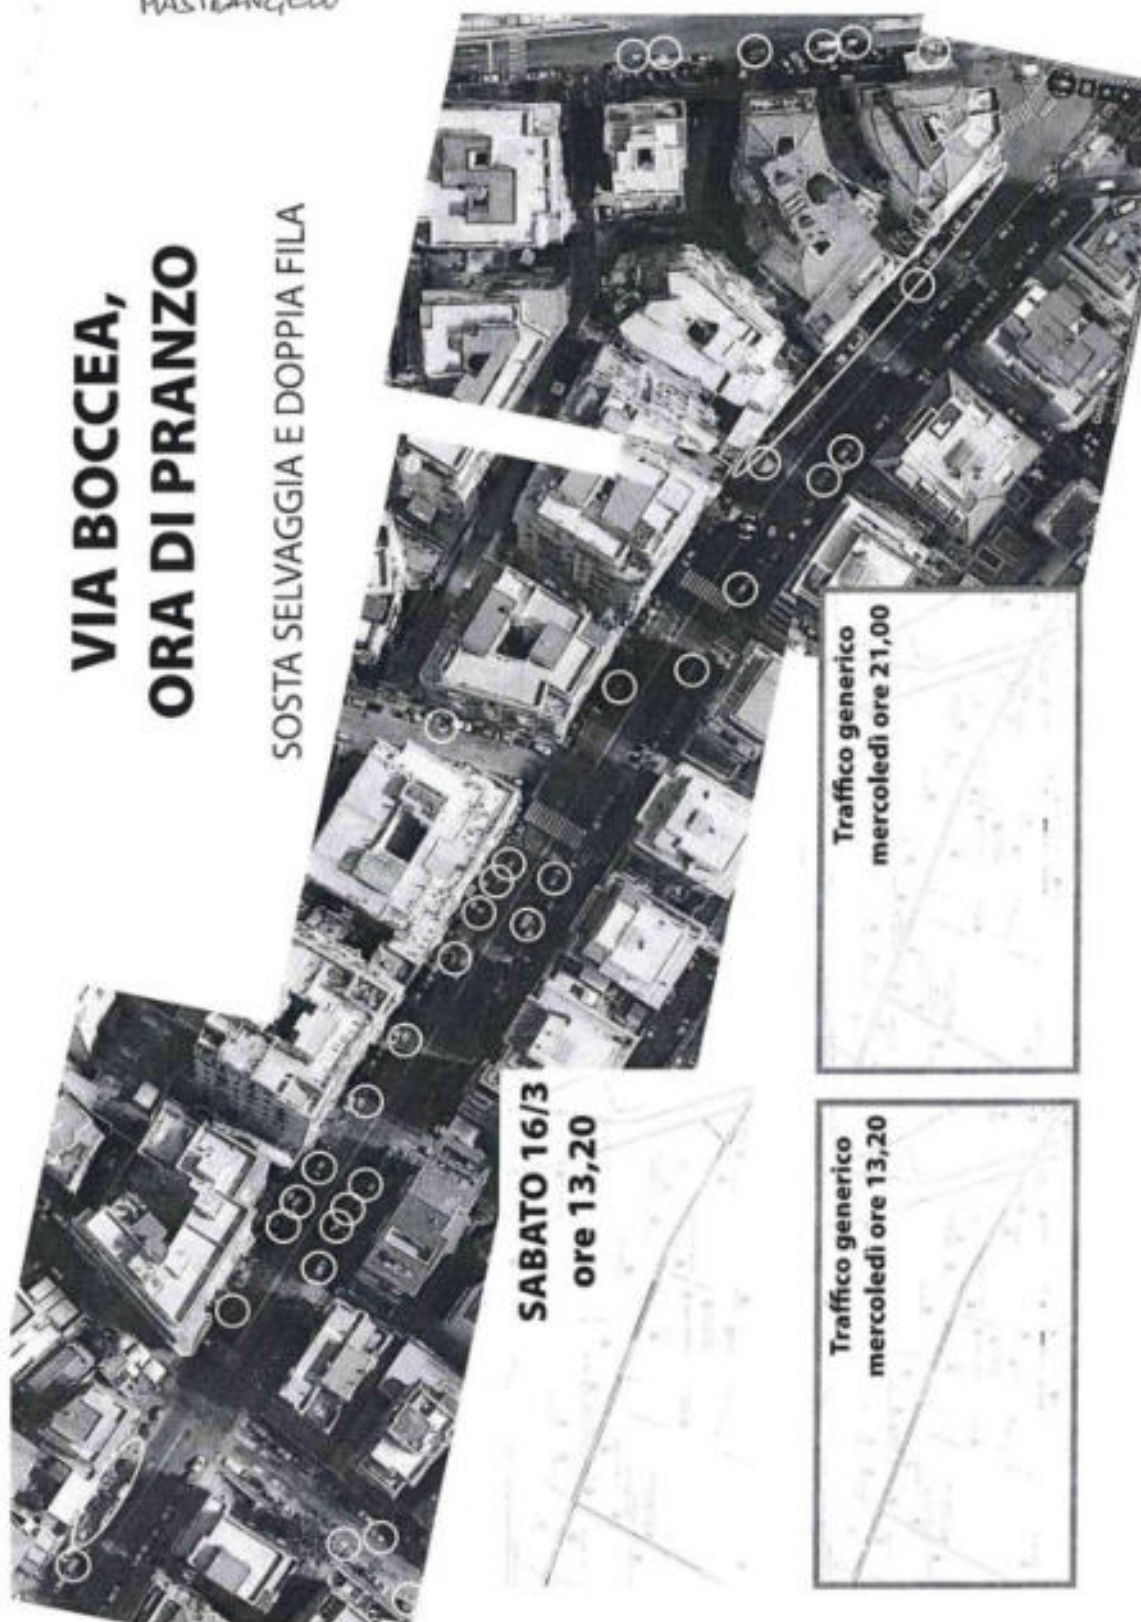 MASTRANGELO
VIA BOCCEA,
ORA DI PRANZO
SOSTA SELVAGGIA E DOPPIA FILA
SABATO 16/3
ore 13,20
Traffico generico
mercoledì ore 13,20
Traffico generico
mercoledì ore 21,00